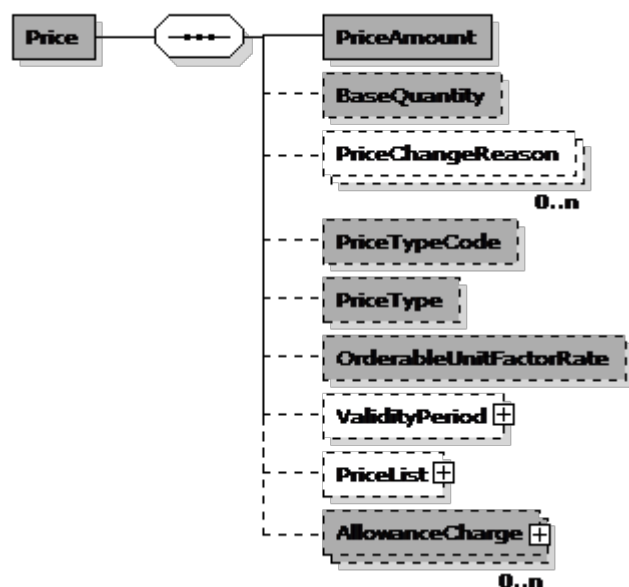 Price
PriceAmount
BaseQuantity
PriceChangeReason
0..n
PriceTypeCode
PriceType
OrderableUnitFactorRate
ValidityPeriod
PriceList
AllowanceCharge
0..n